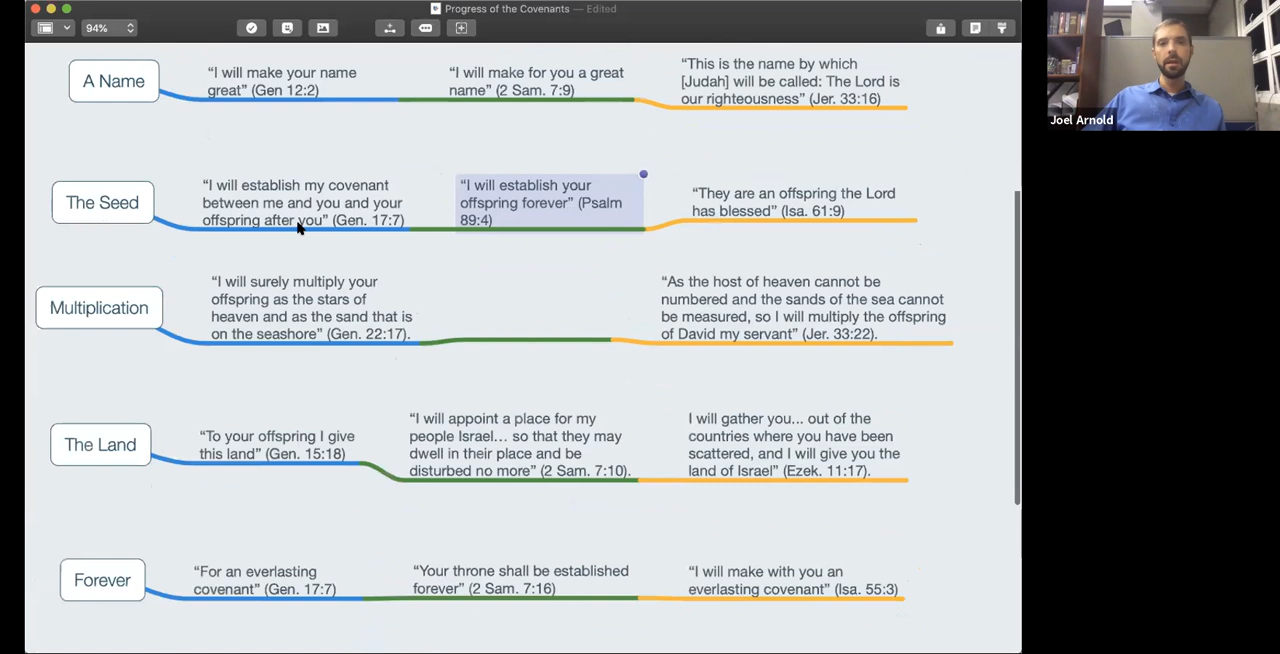 Progress of the Covenants — Edited
94%
A Name
“I will make your name
great” (Gen 12:2)
“I will make for you a great
name” (2 Sam. 7:9)
“This is the name by which
[Judah] will be called: The Lord is
our righteousness” (Jer. 33:16)
Joel Arnold
The Seed
“I will establish my covenant
between me and you and your
offspring after you” (Gen. 17:7)
“I will establish your
offspring forever” (Psalm
89:4)
“They are an offspring the Lord
has blessed” (Isa. 61:9)
Multiplication
“I will surely multiply your
offspring as the stars of
heaven and as the sand that is
on the seashore” (Gen. 22:17).
“As the host of heaven cannot be
numbered and the sands of the sea cannot
be measured, so I will multiply the offspring
of David my servant” (Jer. 33:22).
The Land
“To your offspring I give
this land” (Gen. 15:18)
“I will appoint a place for my
people Israel… so that they may
dwell in their place and be
disturbed no more” (2 Sam. 7:10).
I will gather you... out of the
countries where you have been
scattered, and I will give you the
land of Israel” (Ezek. 11:17).
Forever
“For an everlasting
covenant” (Gen. 17:7)
“Your throne shall be established
forever” (2 Sam. 7:16)
“I will make with you an
everlasting covenant” (Isa. 55:3)